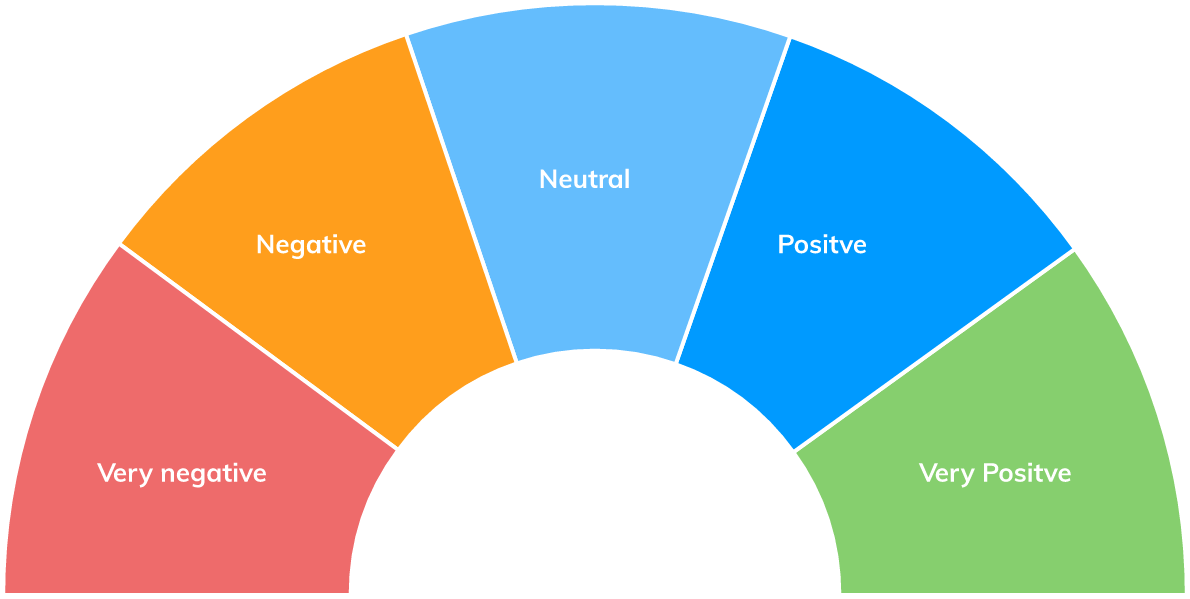 Neutral
Negative
Positve
Very negative
Very Positve